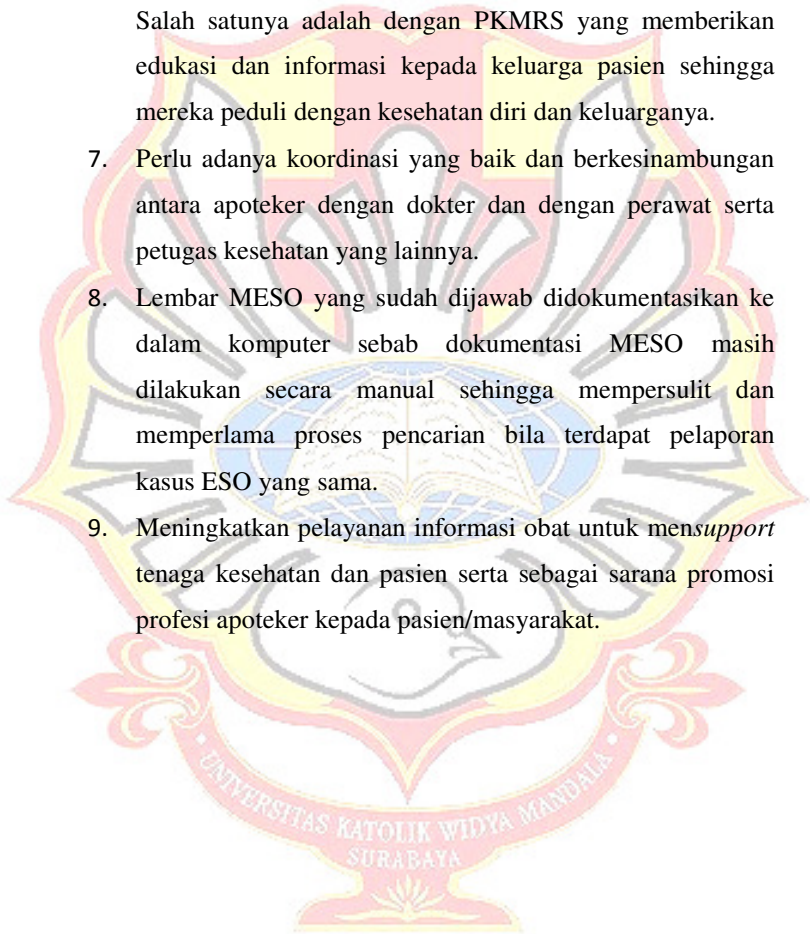 Salah satunya adalah dengan PKMRS yang memberikan
edukasi dan informasi kepada keluarga pasien sehingga
mereka peduli dengan kesehatan diri dan keluarganya.
7. Perlu adanya koordinasi yang baik dan berkesinambungan
antara apoteker dengan dokter dan dengan perawat serta
petugas kesehatan yang lainnya.
8. Lembar MESO yang sudah dijawab didokumentasikan ke
dalam komputer sebab dokumentasi MESO masih
dilakukan secara manual sehingga mempersulit dan
memperlama proses pencarian bila terdapat pelaporan
kasus ESO yang sama.
9. Meningkatkan pelayanan informasi obat untuk mensupport
tenaga kesehatan dan pasien serta sebagai sarana promosi
profesi apoteker kepada pasien/masyarakat.
UNIVERSITAS KATOLIK WIDYA MANDALA
SURABAYA